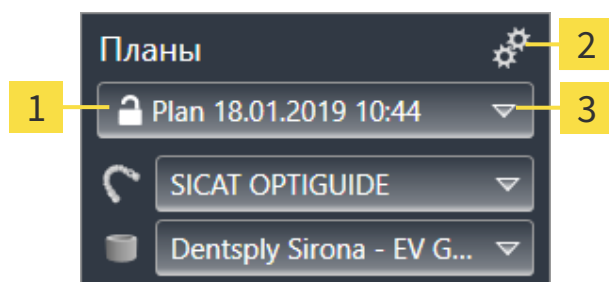 Планы
2
1
Plan 18.01.2019 10:44
3
SICAT OPTIGUIDE
Dentsply Sirona - EV G...